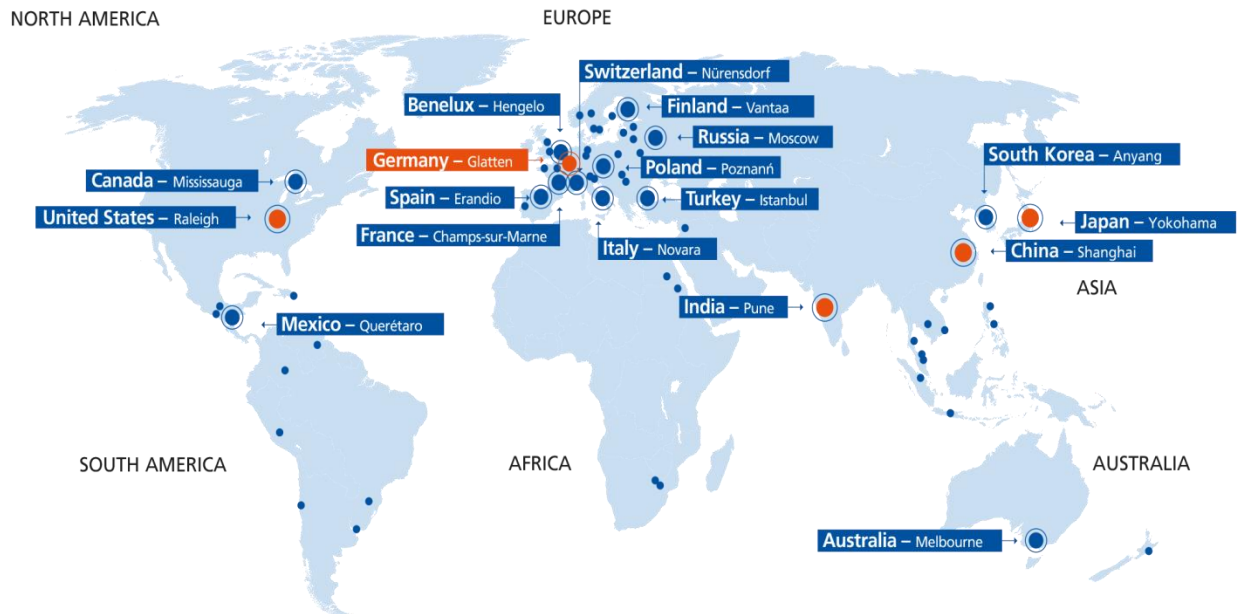 NORTH AMERICA
EUROPE
Switzerland – Nürensdorf
Benelux – Hengelo
Finland – Vantaa
Russia – Moscow
Germany – Glatten
South Korea – Anyang
Poland – Poznanń
Canada – Mississauga
Spain – Erandio
Turkey – Istanbul
United States – Raleigh
Japan – Yokohama
France – Champs-sur-Marne
Italy – Novara
China – Shanghai
ASIA
India – Pune
Mexico – Querétaro
SOUTH AMERICA
AFRICA
AUSTRALIA
Australia – Melbourne